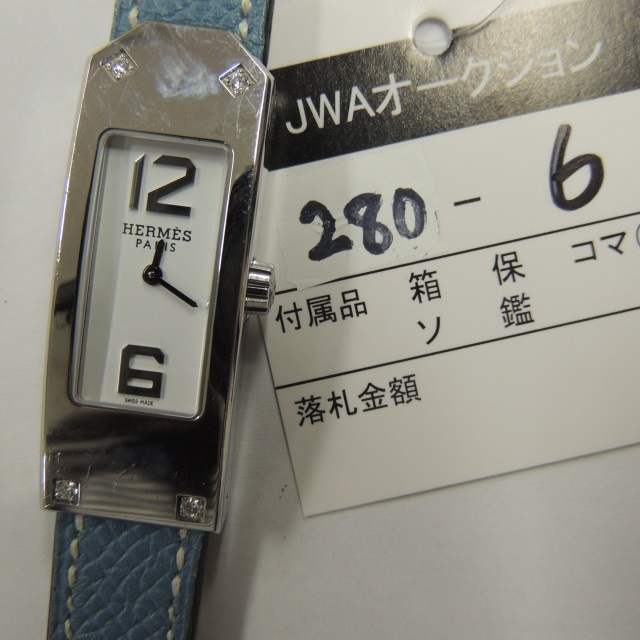 12
HERMES
PARIS
6
SWISS MADE
JWAオークション
280-6
付属品 箱 保 コマ
ソ 鑑
落札金額